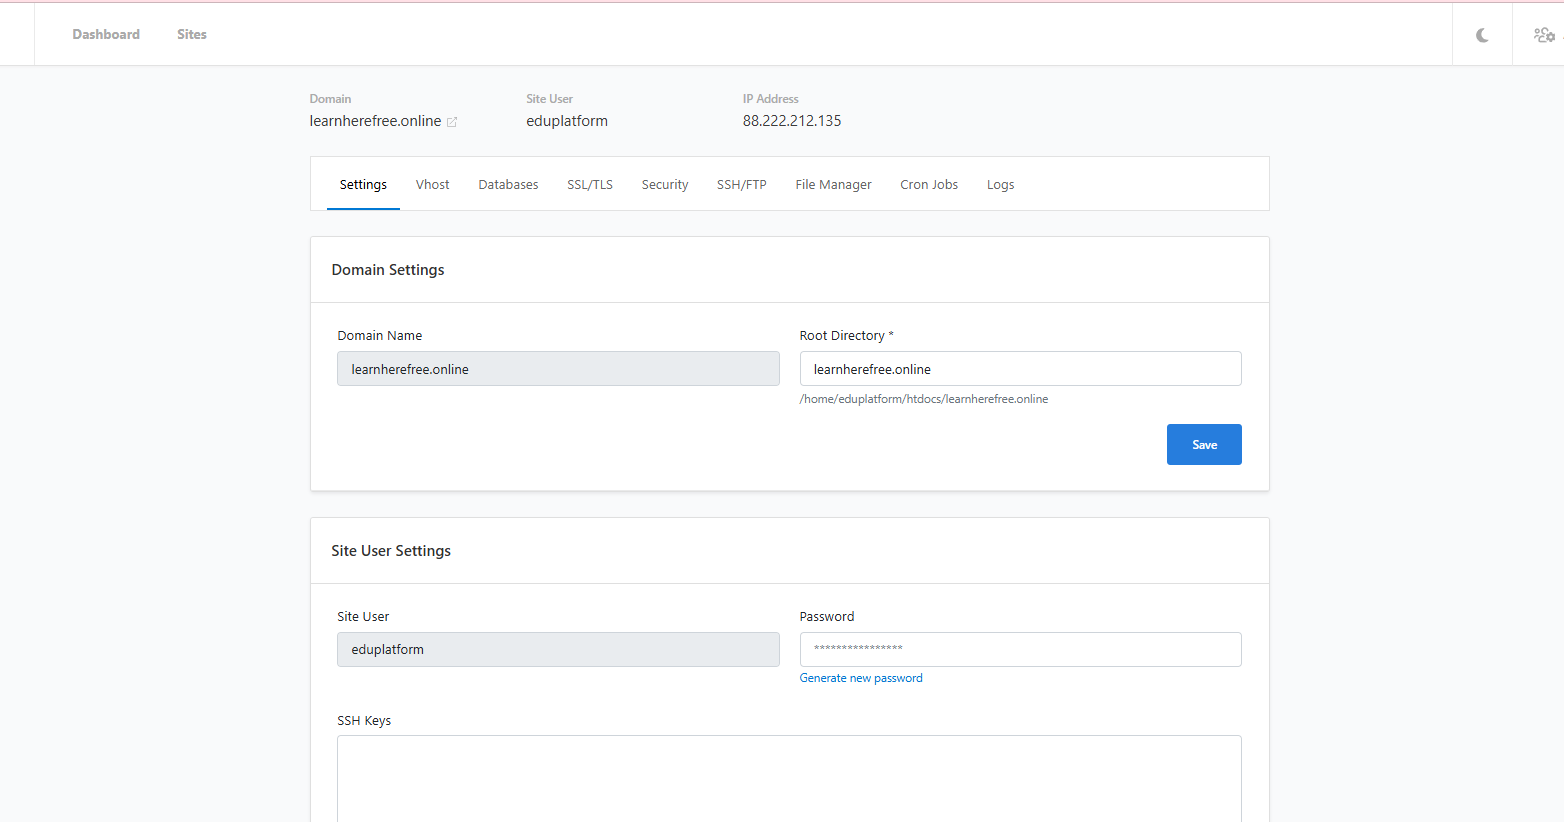 Dashboard Sites
Domain Site User IP Address
learnherefree.online eduplatform 88.222.212.135
Settings Vhost Databases SSL/TLS Security SSH/FTP File Manager Cron Jobs Logs
Domain Settings
Domain Name Root Directory *
learnherefree.online learnherefree.online
/home/eduplatform/htdocs/learnherefree.online
Save
Site User Settings
Site User Password
eduplatform ****************
Generate new password
SSH Keys